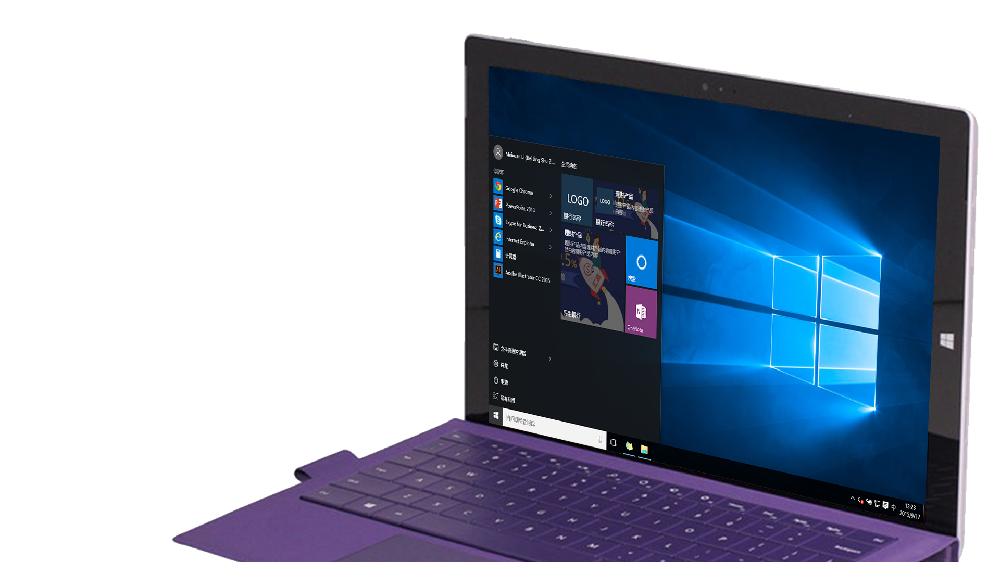 Meixuan Li (Bei Jing Shu Zi...
生活动态
最常用
Google Chrome
PowerPoint 2013
Skype for Business 2...
Internet Explorer
计算器
Adobe Illustrator CC 2015
LOGO
银行名称
LOGO
理财产品
理财产品内容理财产品
内容
银行名称
理财产品
理财产品内容理财产品内容理财产
品内容理财产品内容
.5%
汇赢
民生银行
搜索
OneNote
文件资源管理器
设置
电源
所有应用
有问题尽管问我
中
13:23
2015/9/17
Q W E R T Y U I O P
A S D F G H J K L
Z X C V B N M
Backspace